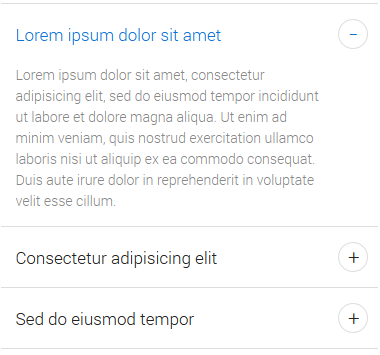 Lorem ipsum dolor sit amet
Lorem ipsum dolor sit amet, consectetur
adipisicing elit, sed do eiusmod tempor incididunt
ut labore et dolore magna aliqua. Ut enim ad
minim veniam, quis nostrud exercitation ullamco
laboris nisi ut aliquip ex ea commodo consequat.
Duis aute irure dolor in reprehenderit in voluptate
velit esse cillum.
Consectetur adipisicing elit
Sed do eiusmod tempor